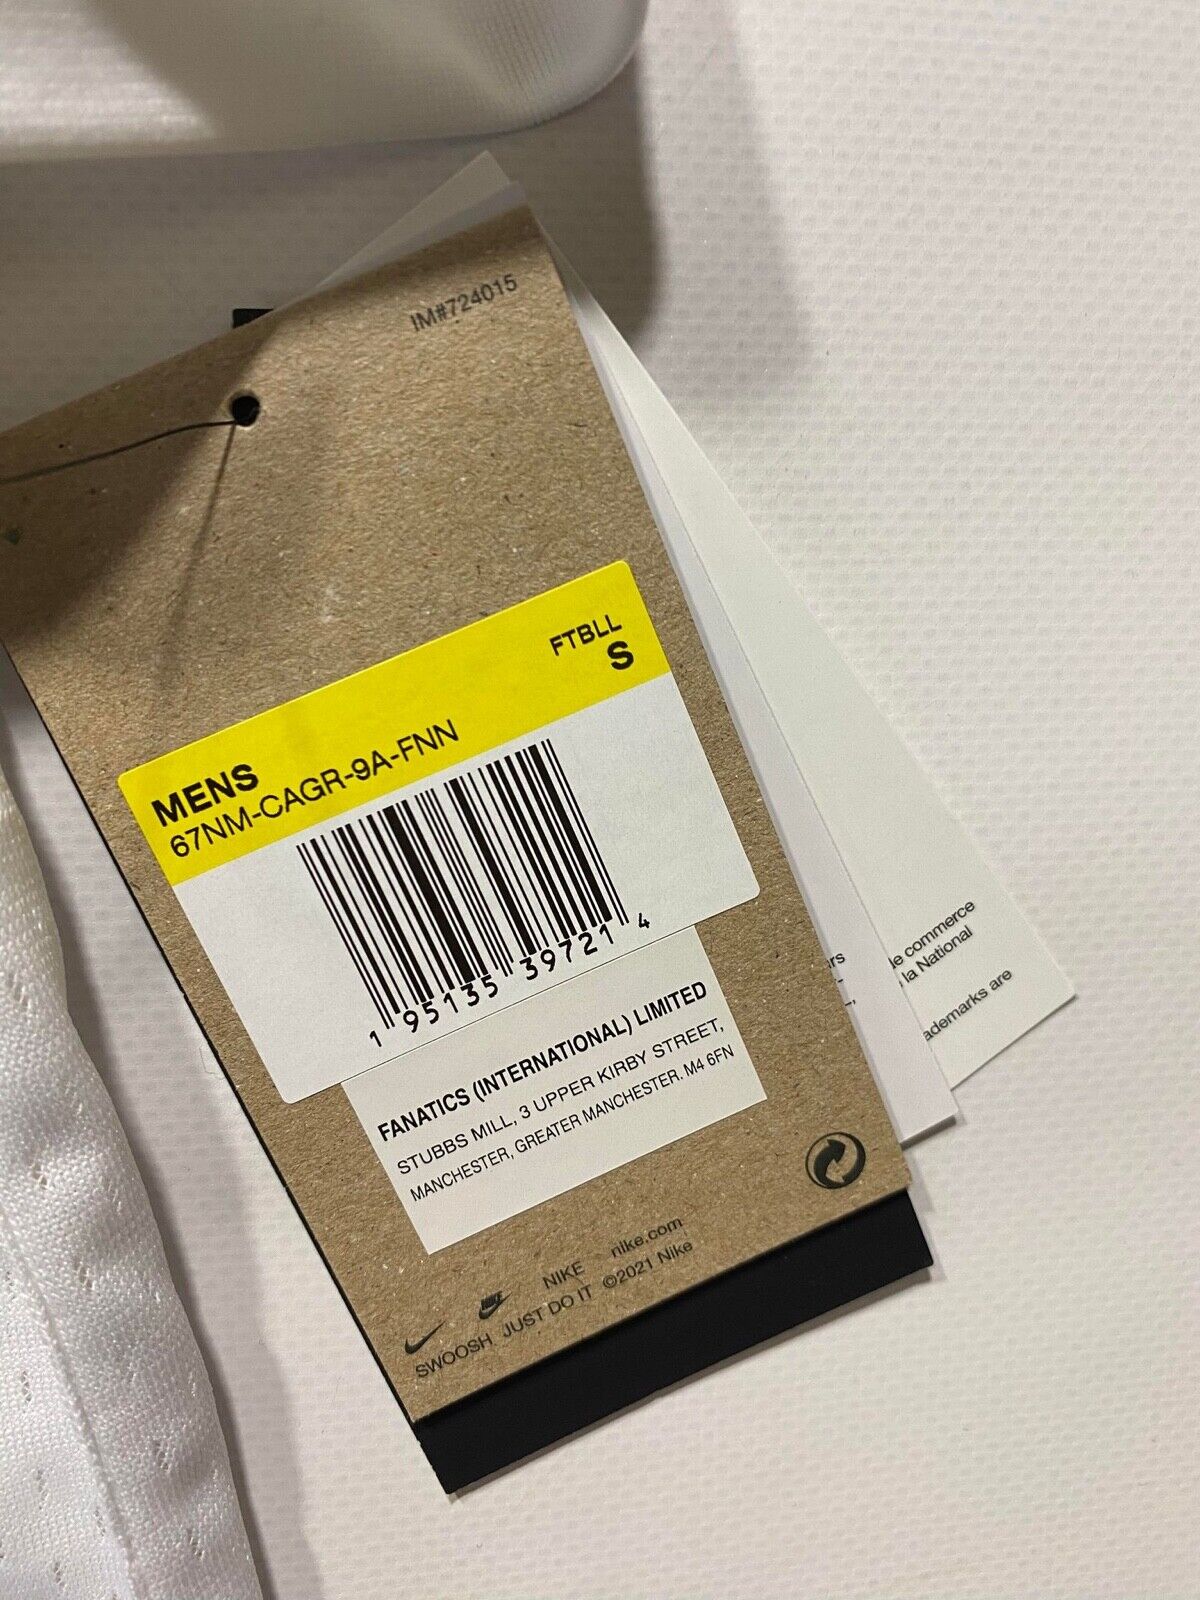 IM#724015
FTBLL
S
MENS
67NM-CAGR-9A-FNN
1 95135 39721 4
FANATICS (INTERNATIONAL) LIMITED
STUBBS MILL, 3 UPPER KIRBY STREET,
MANCHESTER, GREATER MANCHESTER. M4 6FN
NIKE nike.com
SWOOSH JUST DO IT ©2021 Nike
de commerce
la National
ademarks are